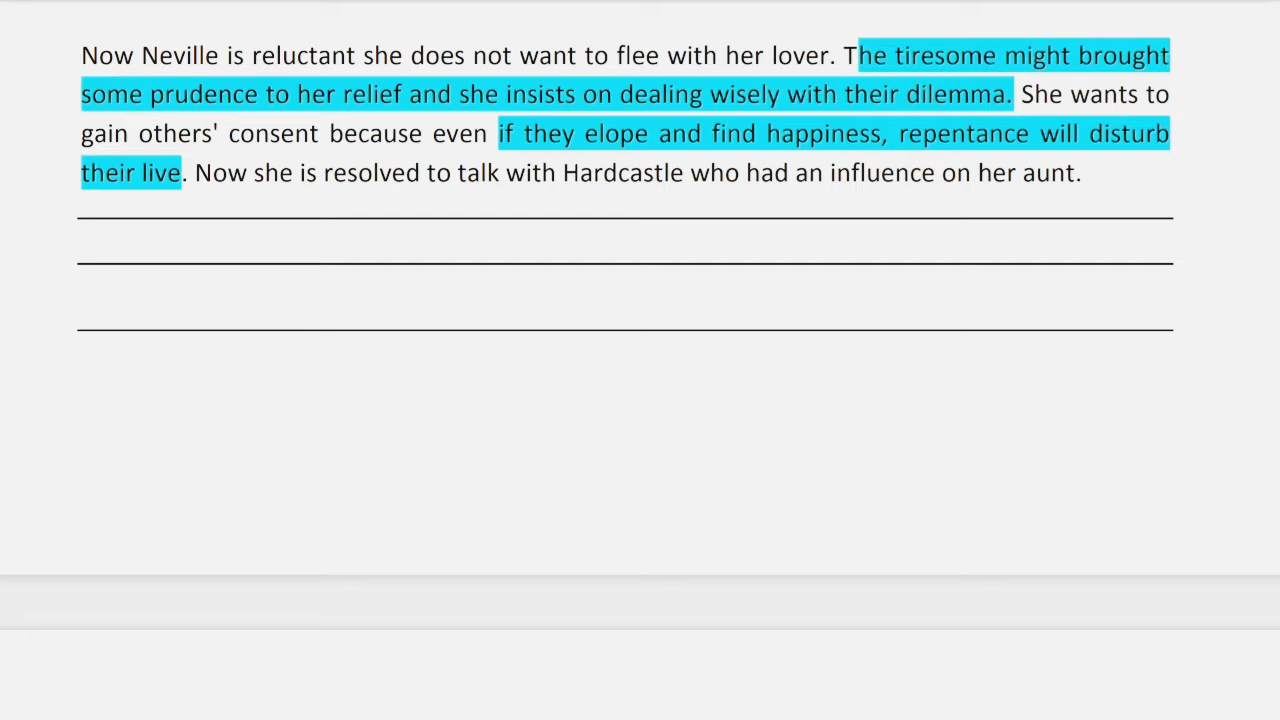 Now Neville is reluctant she does not want to flee with her lover. The tiresome might brought
some prudence to her relief and she insists on dealing wisely with their dilemma. She wants to
gain others' consent because even if they elope and find happiness, repentance will disturb
their live. Now she is resolved to talk with Hardcastle who had an influence on her aunt.